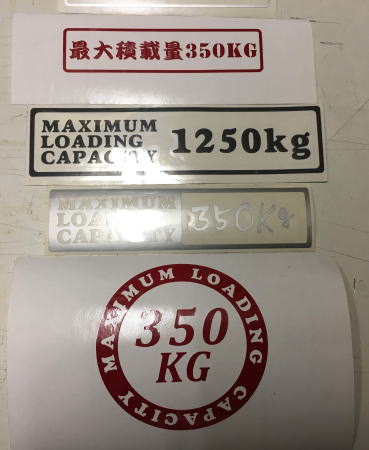 最大積載量350KG
MAXIMUM
LOADING
CAPACITY
1250kg
MAXIMUM
LOADING
CAPACITY
350Kg
MAXIMUM LOADING
350
KG
CAPACITY